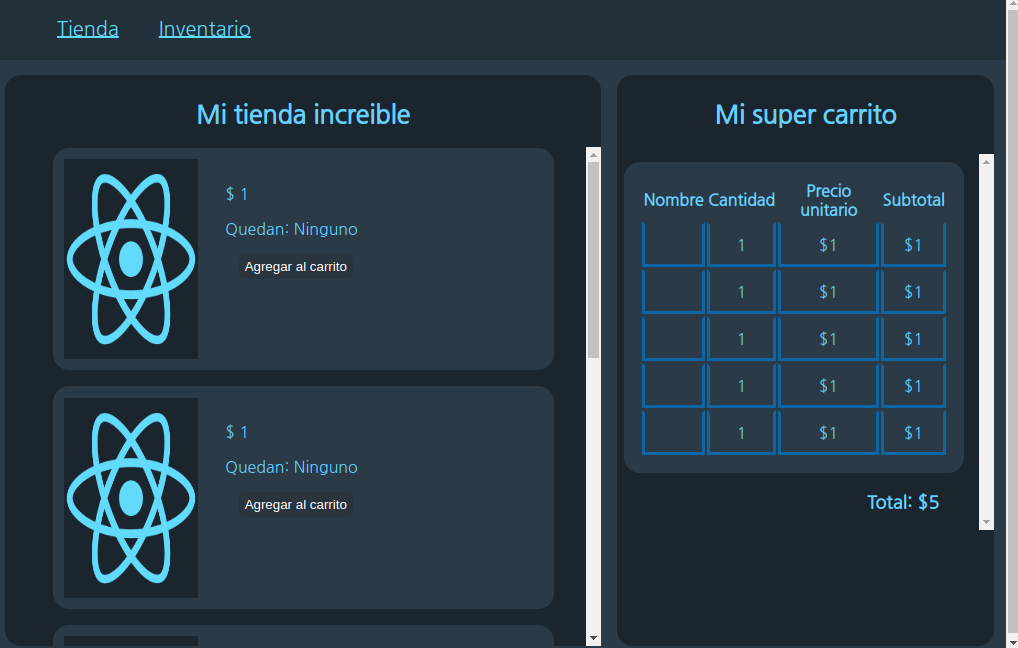 Tienda Inventario
Mi tienda increible
$ 1
Quedan: Ninguno
Agregar al carrito
$ 1
Quedan: Ninguno
Agregar al carrito
Mi super carrito
Nombre Cantidad Precio unitario Subtotal
1 $1 $1
1 $1 $1
1 $1 $1
1 $1 $1
1 $1 $1
Total: $5